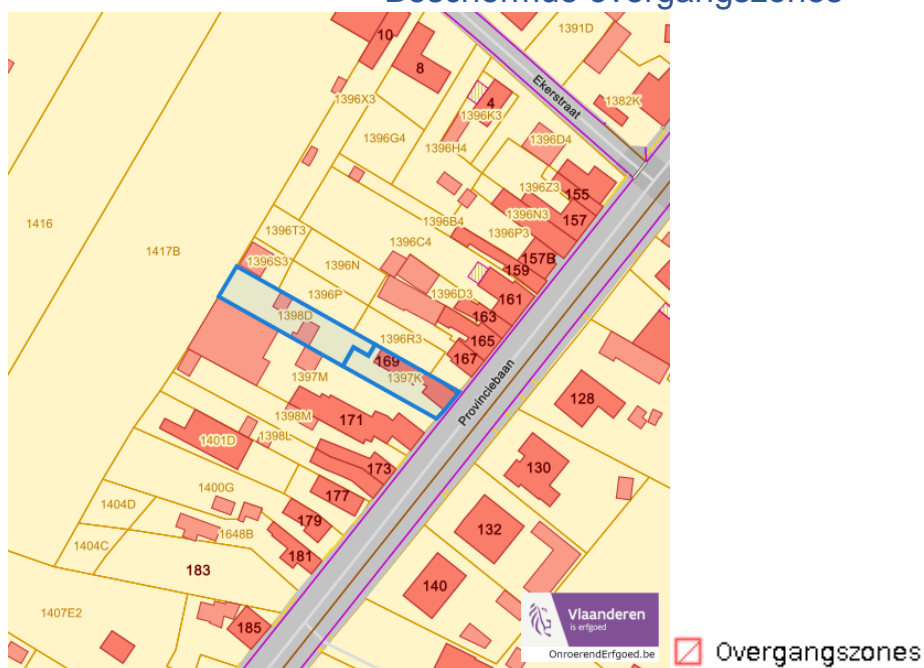 Beschermde overgangszones
10
1391D
8
Ekerstraat
1396X3
4
1396K3
1382K
1396G4
1396H4
1396D4
1396Z3
155
1396N3
157
1396B4
1396P3
1416
1396T3
1417B
1396C4
157B
1396S3
1396N
159
1396P
1396D3
161
1398D
163
1396R3
165
167
169
1397K
1397M
Provinciebaan
128
1398M
171
1401D
1398L
173
130
1400G
177
1404D
179
132
1648B
1404C
181
183
140
1407E2
185
Vlaanderen
is erfgoed
OnroerendErfgoed.be
Overgangszones